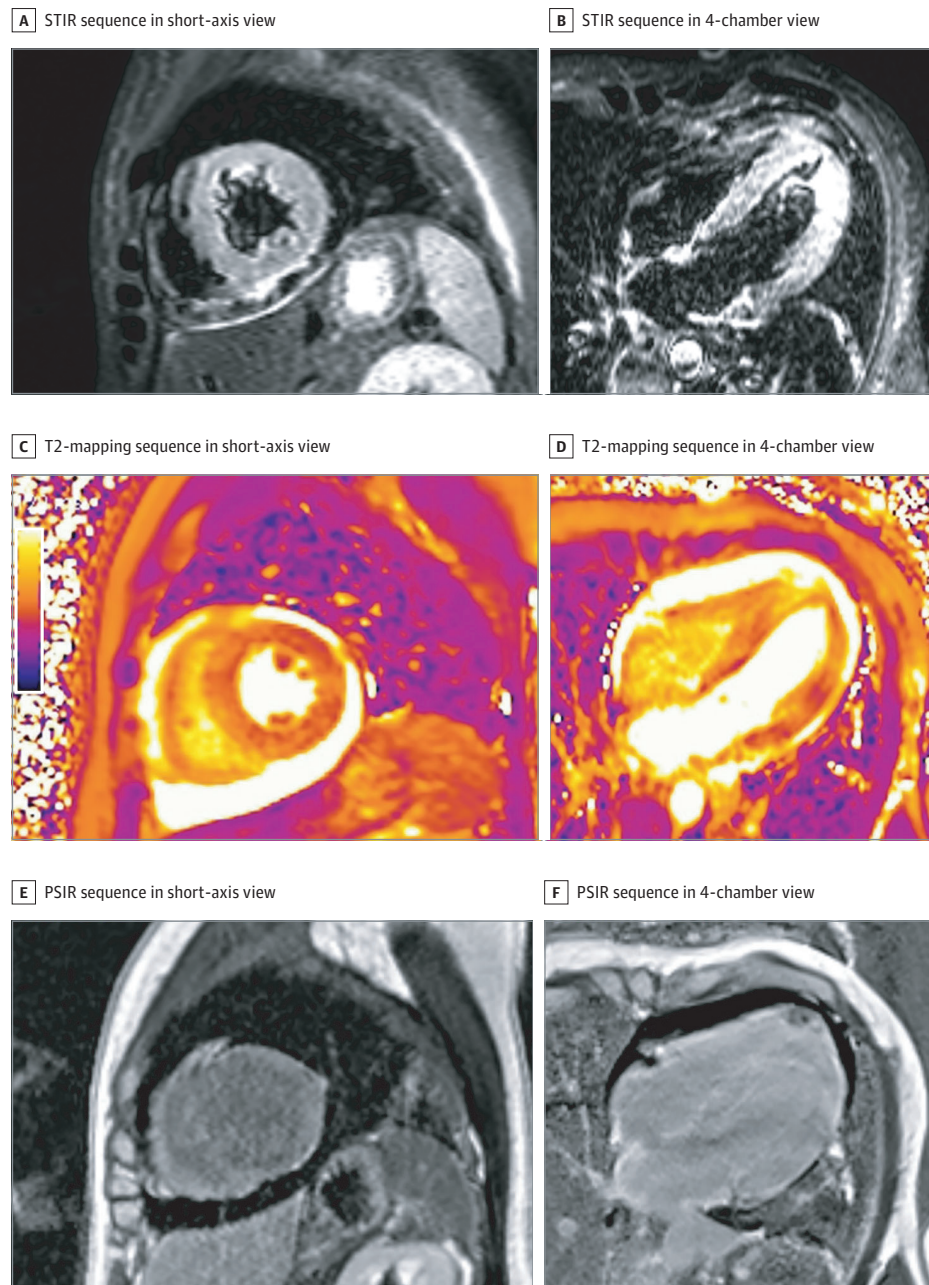 A STIR sequence in short-axis view
B STIR sequence in 4-chamber view
C T2-mapping sequence in short-axis view
D T2-mapping sequence in 4-chamber view
E PSIR sequence in short-axis view
F PSIR sequence in 4-chamber view